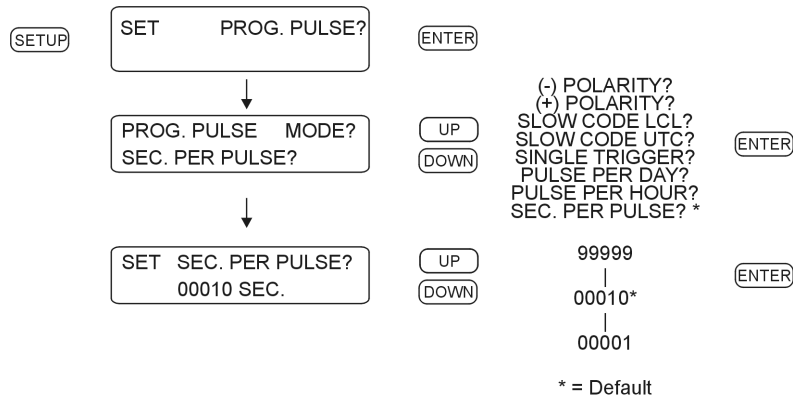 SETUP
SET PROG. PULSE?
ENTER
PROG. PULSE MODE?
SEC. PER PULSE?
UP
DOWN
(-) POLARITY?
(+) POLARITY?
SLOW CODE LCL?
SLOW CODE UTC?
SINGLE TRIGGER?
PULSE PER DAY?
PULSE PER HOUR?
SEC. PER PULSE? *
ENTER
SET SEC. PER PULSE?
00010 SEC.
UP
DOWN
99999
00010*
00001
ENTER
* = Default